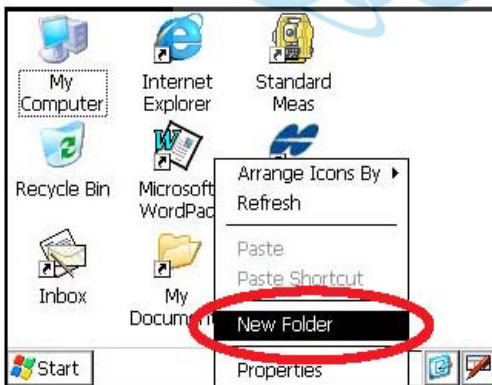 My
Computer
Internet
Explorer
Standard
Meas
Recycle Bin
Microsoft
WordPad
Inbox
My
Arrange Icons By
Refresh
Paste
Paste Shortcut
New Folder
Properties
Start